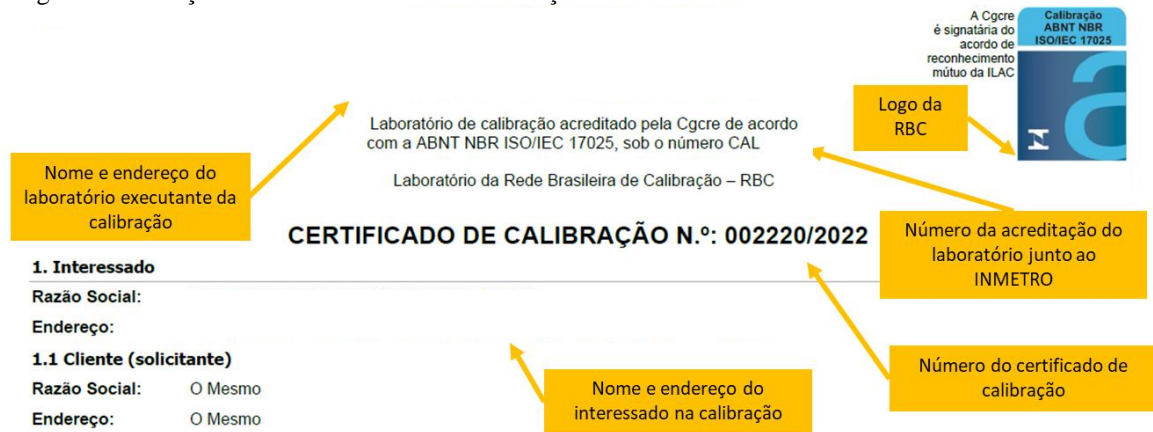 A Cgcre
é signatária do
acordo de
reconhecimento
mútuo da ILAC
Calibração
ABNT NBR
ISO/IEC 17025
Logo da
RBC
Laboratório de calibração acreditado pela Cgcre de acordo
com a ABNT NBR ISO/IEC 17025, sob o número CAL
Laboratório da Rede Brasileira de Calibração – RBC
Nome e endereço do
laboratório executante da
calibração
CERTIFICADO DE CALIBRAÇÃO N.º: 002220/2022
Número da acreditação do
laboratório junto ao
INMETRO
1. Interessado
Razão Social:
Endereço:
1.1 Cliente (solicitante)
Razão Social: O Mesmo
Endereço: O Mesmo
Nome e endereço do
interessado na calibração
Número do certificado de
calibração